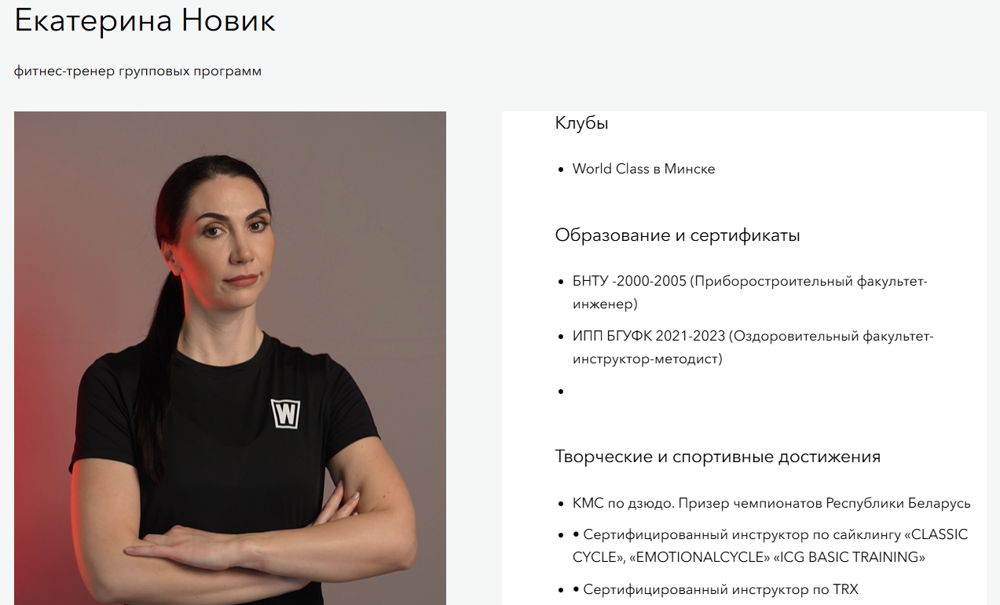 Екатерина Новик
фитнес-тренер групповых программ
W
Клубы
• World Class в Минске
Образование и сертификаты
• БНТУ -2000-2005 (Приборостроительный факультет-
инженер)
• ИПП БГУФК 2021-2023 (Оздоровительный факультет-
инструктор-методист)
•
Творческие и спортивные достижения
• КМС по дзюдо. Призер чемпионатов Республики Беларусь
• • Сертифицированный инструктор по сайклингу «CLASSIC
CYCLE», «EMOTIONALCYCLE» «ICG BASIC TRAINING»
• • Сертифицированный инструктор по TRX